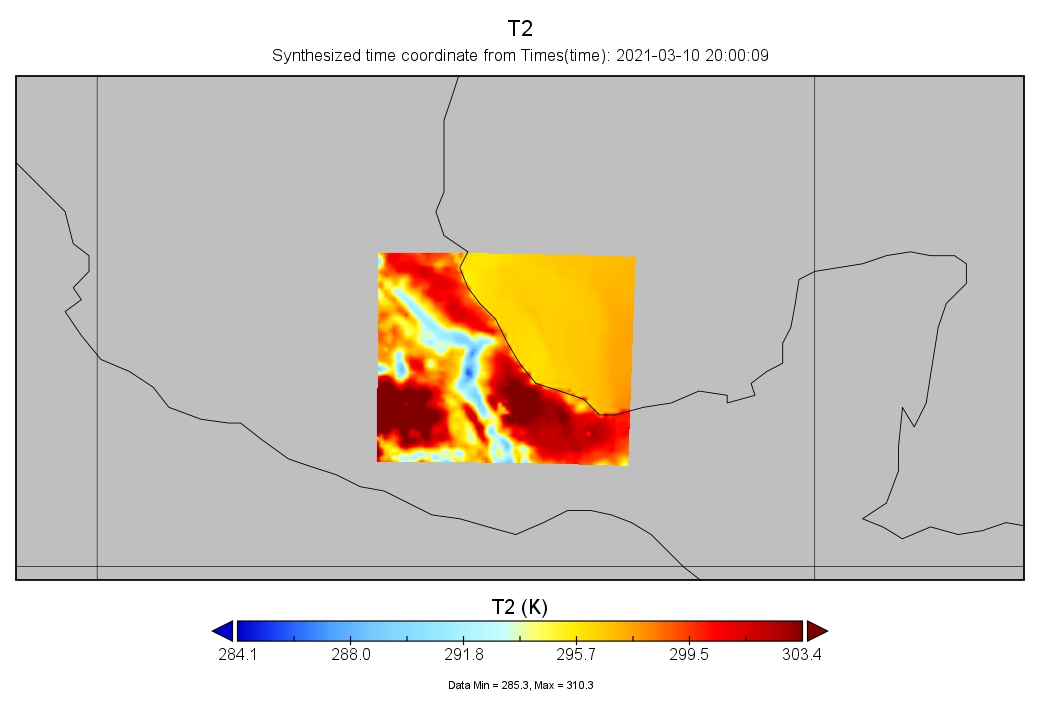 T2
Synthesized time coordinate from Times(time): 2021-03-10 20:00:09
T2 (K)
284.1 288.0 291.8 295.7 299.5 303.4
Data Min = 285.3, Max = 310.3